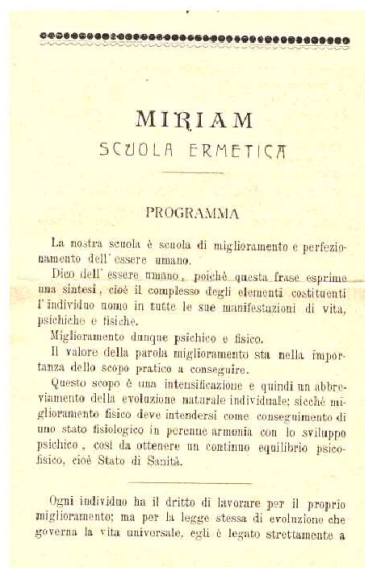 MIRIAM
SCUOLA ERMETICA
PROGRAMMA
La nostra scuola è scuola di miglioramento e perfezio-
namento dell'essere umano.
Dico dell'essere umano, poichè questa frase esprime
una sintesi, cioè il complesso degli elementi costituenti
l'individuo uomo in tutte le sue manifestazioni di vita,
psichiche e fisiche.
Miglioramento dunque psichico e fisico.
Il valore della parola miglioramento sta nella impor-
tanza dello scopo pratico a conseguire.
Questo scopo è una intensificazione e quindi un abbre-
viamento della evoluzione naturale individuale; sicchè mi-
glioramento fisico deve intendersi come conseguimento di
uno stato fisiologico in perenne armonia con lo sviluppo
psichico, così da ottenere un continuo equilibrio psico-
fisico, cioè Stato di Sanità.
Ogni individuo ha il dritto di lavorare per il proprio
miglioramento; ma per la legge stessa di evoluzione che
governa la vita universale, egli è legato strettamente a